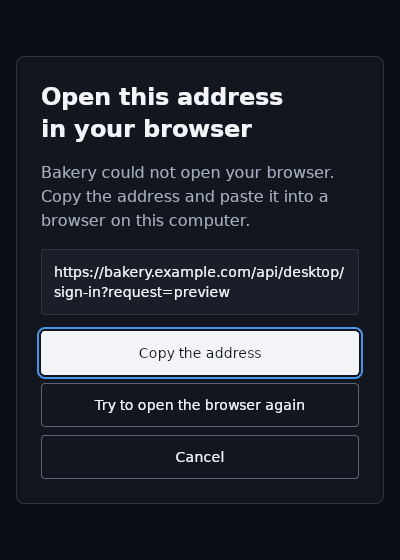 Open this address
in your browser
Bakery could not open your browser.
Copy the address and paste it into a
browser on this computer.
https://bakery.example.com/api/desktop/
sign-in?request=preview
Copy the address
Try to open the browser again
Cancel